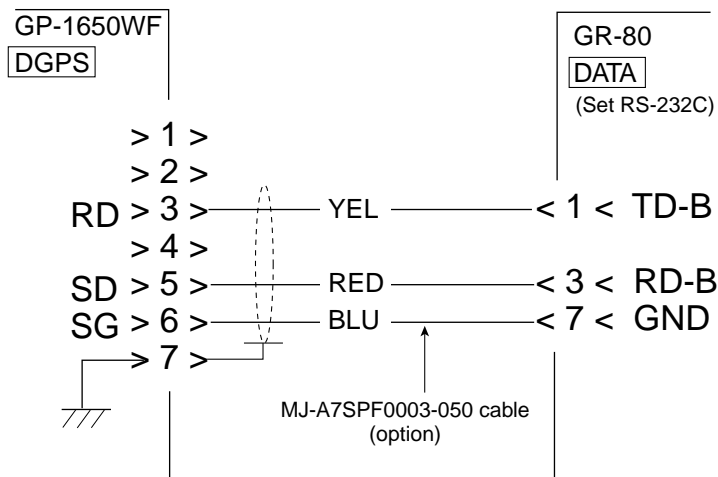 GP-1650WF
DGPS
GR-80
DATA
(Set RS-232C)
> 1 >
> 2 >
RD > 3 > YEL < 1 < TD-B
> 4 >
SD > 5 > RED < 3 < RD-B
SG > 6 > BLU < 7 < GND
> 7 >
MJ-A7SPF0003-050 cable
(option)